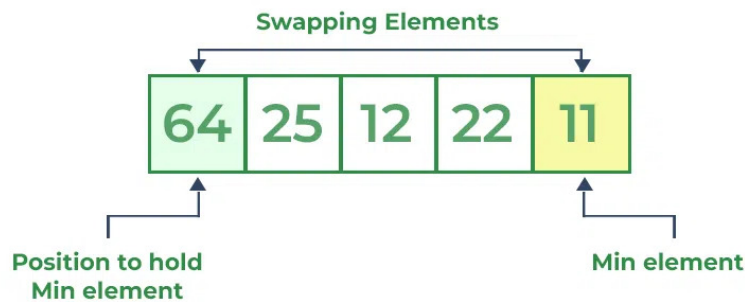 Swapping Elements
64 25 12 22 11
Position to hold
Min element
Min element